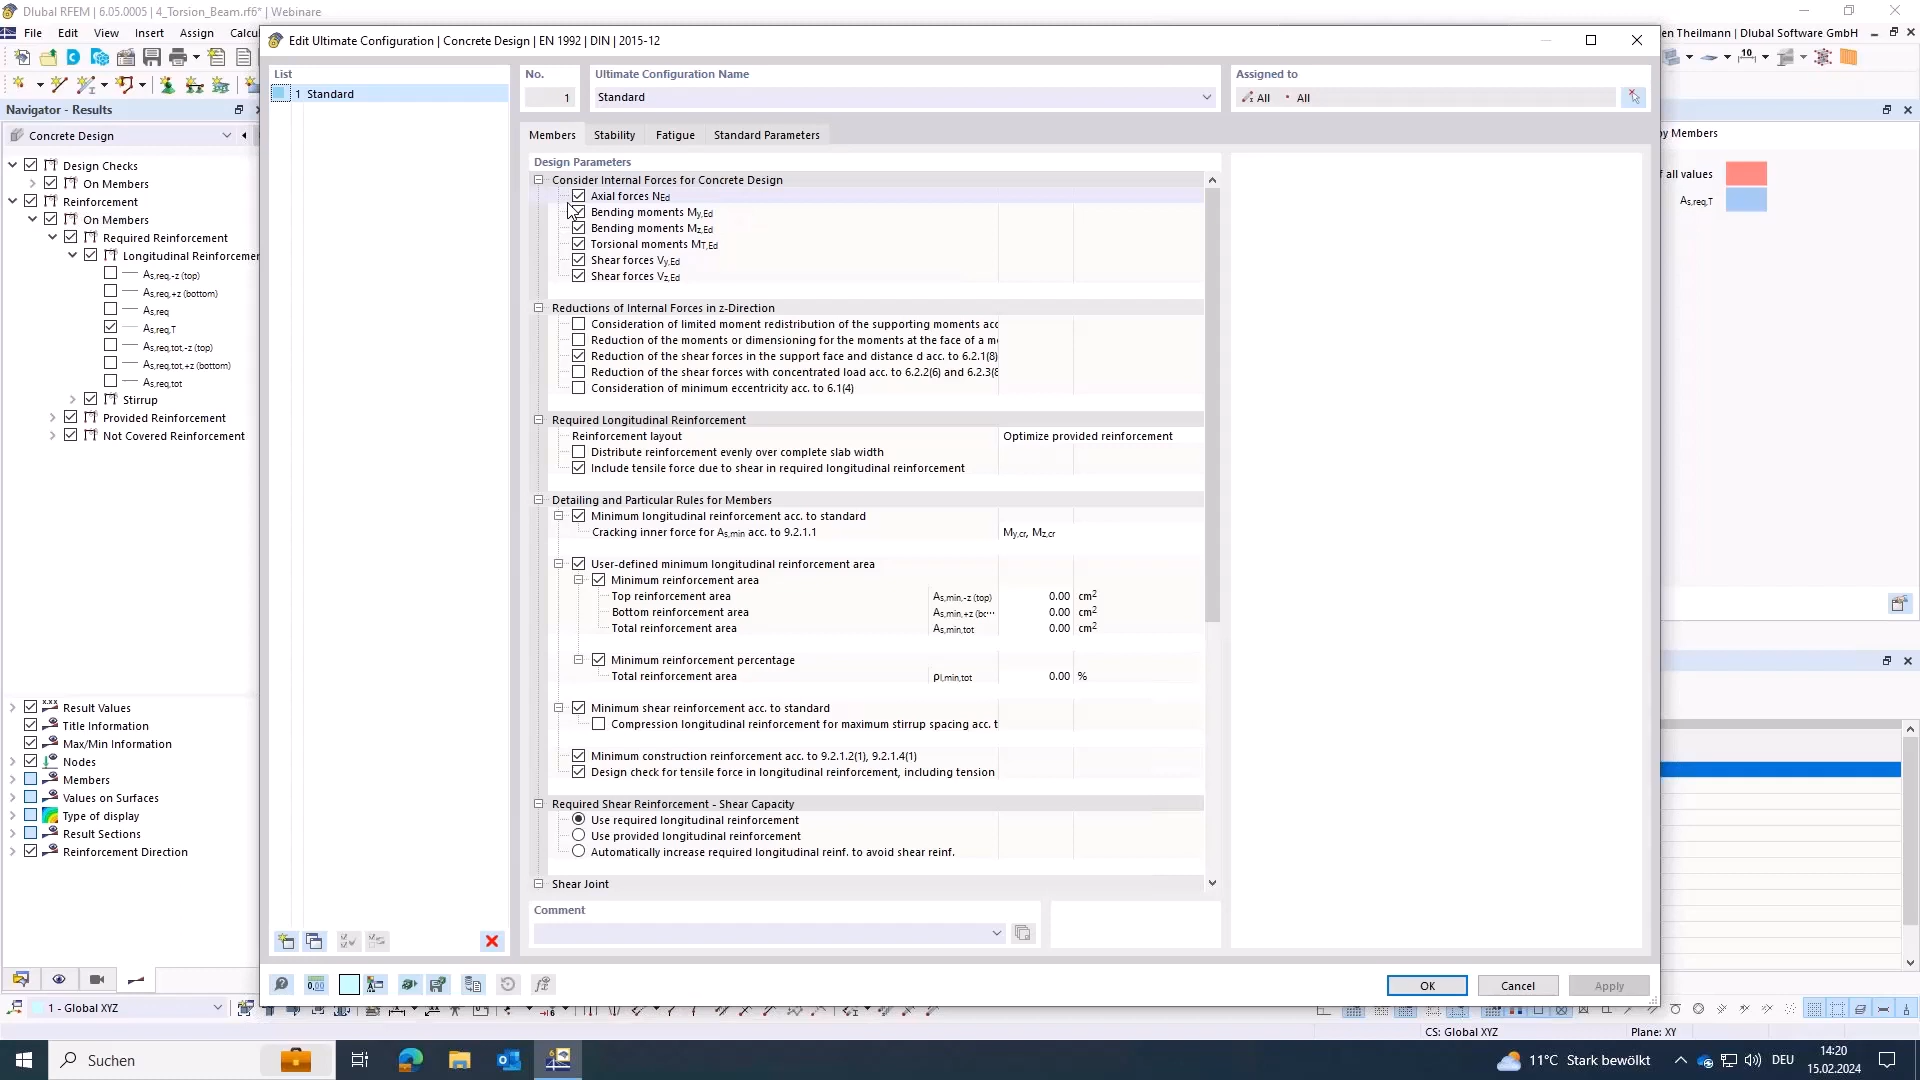 Dlubal RFEM | 6.05.0005 | 4_Torsion_Beam.rf6* | Webinare
File Edit View Insert Assign Calcu
en Theilmann | Dlubal Software GmbH
Edit Ultimate Configuration | Concrete Design | EN 1992 | DIN | 2015-12
List
1 Standard
No.
1
Ultimate Configuration Name
Standard
Assigned to
All All
Navigator - Results
Concrete Design
Design Checks
On Members
Reinforcement
On Members
Required Reinforcement
Longitudinal Reinforcemer
As,req,-z (top)
As,req,+z (bottom)
As,req
As,req,T
As,req,tot,-z (top)
As,req,tot,+z (bottom)
As,req,tot
Stirrup
Provided Reinforcement
Not Covered Reinforcement
Result Values
Title Information
Max/Min Information
Nodes
Members
Values on Surfaces
Type of display
Result Sections
Reinforcement Direction
1 - Global XYZ
Members Stability Fatigue Standard Parameters
Design Parameters
Consider Internal Forces for Concrete Design
Axial forces NEd
Bending moments My,Ed
Bending moments Mz,Ed
Torsional moments MT,Ed
Shear forces Vy,Ed
Shear forces Vz,Ed
Reductions of Internal Forces in z-Direction
Consideration of limited moment redistribution of the supporting moments acc
Reduction of the moments or dimensioning for the moments at the face of a m
Reduction of the shear forces in the support face and distance d acc. to 6.2.1(8)
Reduction of the shear forces with concentrated load acc. to 6.2.2(6) and 6.2.3(8
Consideration of minimum eccentricity acc. to 6.1(4)
Required Longitudinal Reinforcement
Reinforcement layout Optimize provided reinforcement
Distribute reinforcement evenly over complete slab width
Include tensile force due to shear in required longitudinal reinforcement
Detailing and Particular Rules for Members
Minimum longitudinal reinforcement acc. to standard
Cracking inner force for As,min acc. to 9.2.1.1 My,cr, Mz,cr
User-defined minimum longitudinal reinforcement area
Minimum reinforcement area
Top reinforcement area As,min,-z (top) 0.00 cm2
Bottom reinforcement area As,min,+z (bc··· 0.00 cm2
Total reinforcement area As,min,tot 0.00 cm2
Minimum reinforcement percentage
Total reinforcement area ρl,min,tot 0.00 %
Minimum shear reinforcement acc. to standard
Compression longitudinal reinforcement for maximum stirrup spacing acc. t
Minimum construction reinforcement acc. to 9.2.1.2(1), 9.2.1.4(1)
Design check for tensile force in longitudinal reinforcement, including tension
Required Shear Reinforcement - Shear Capacity
Use required longitudinal reinforcement
Use provided longitudinal reinforcement
Automatically increase required longitudinal reinf. to avoid shear reinf.
Shear Joint
Comment
OK Cancel Apply
by Members
f all values
As,req,T
CS: Global XYZ Plane: XY
Suchen
11°C Stark bewölkt
DEU
14:20
15.02.2024